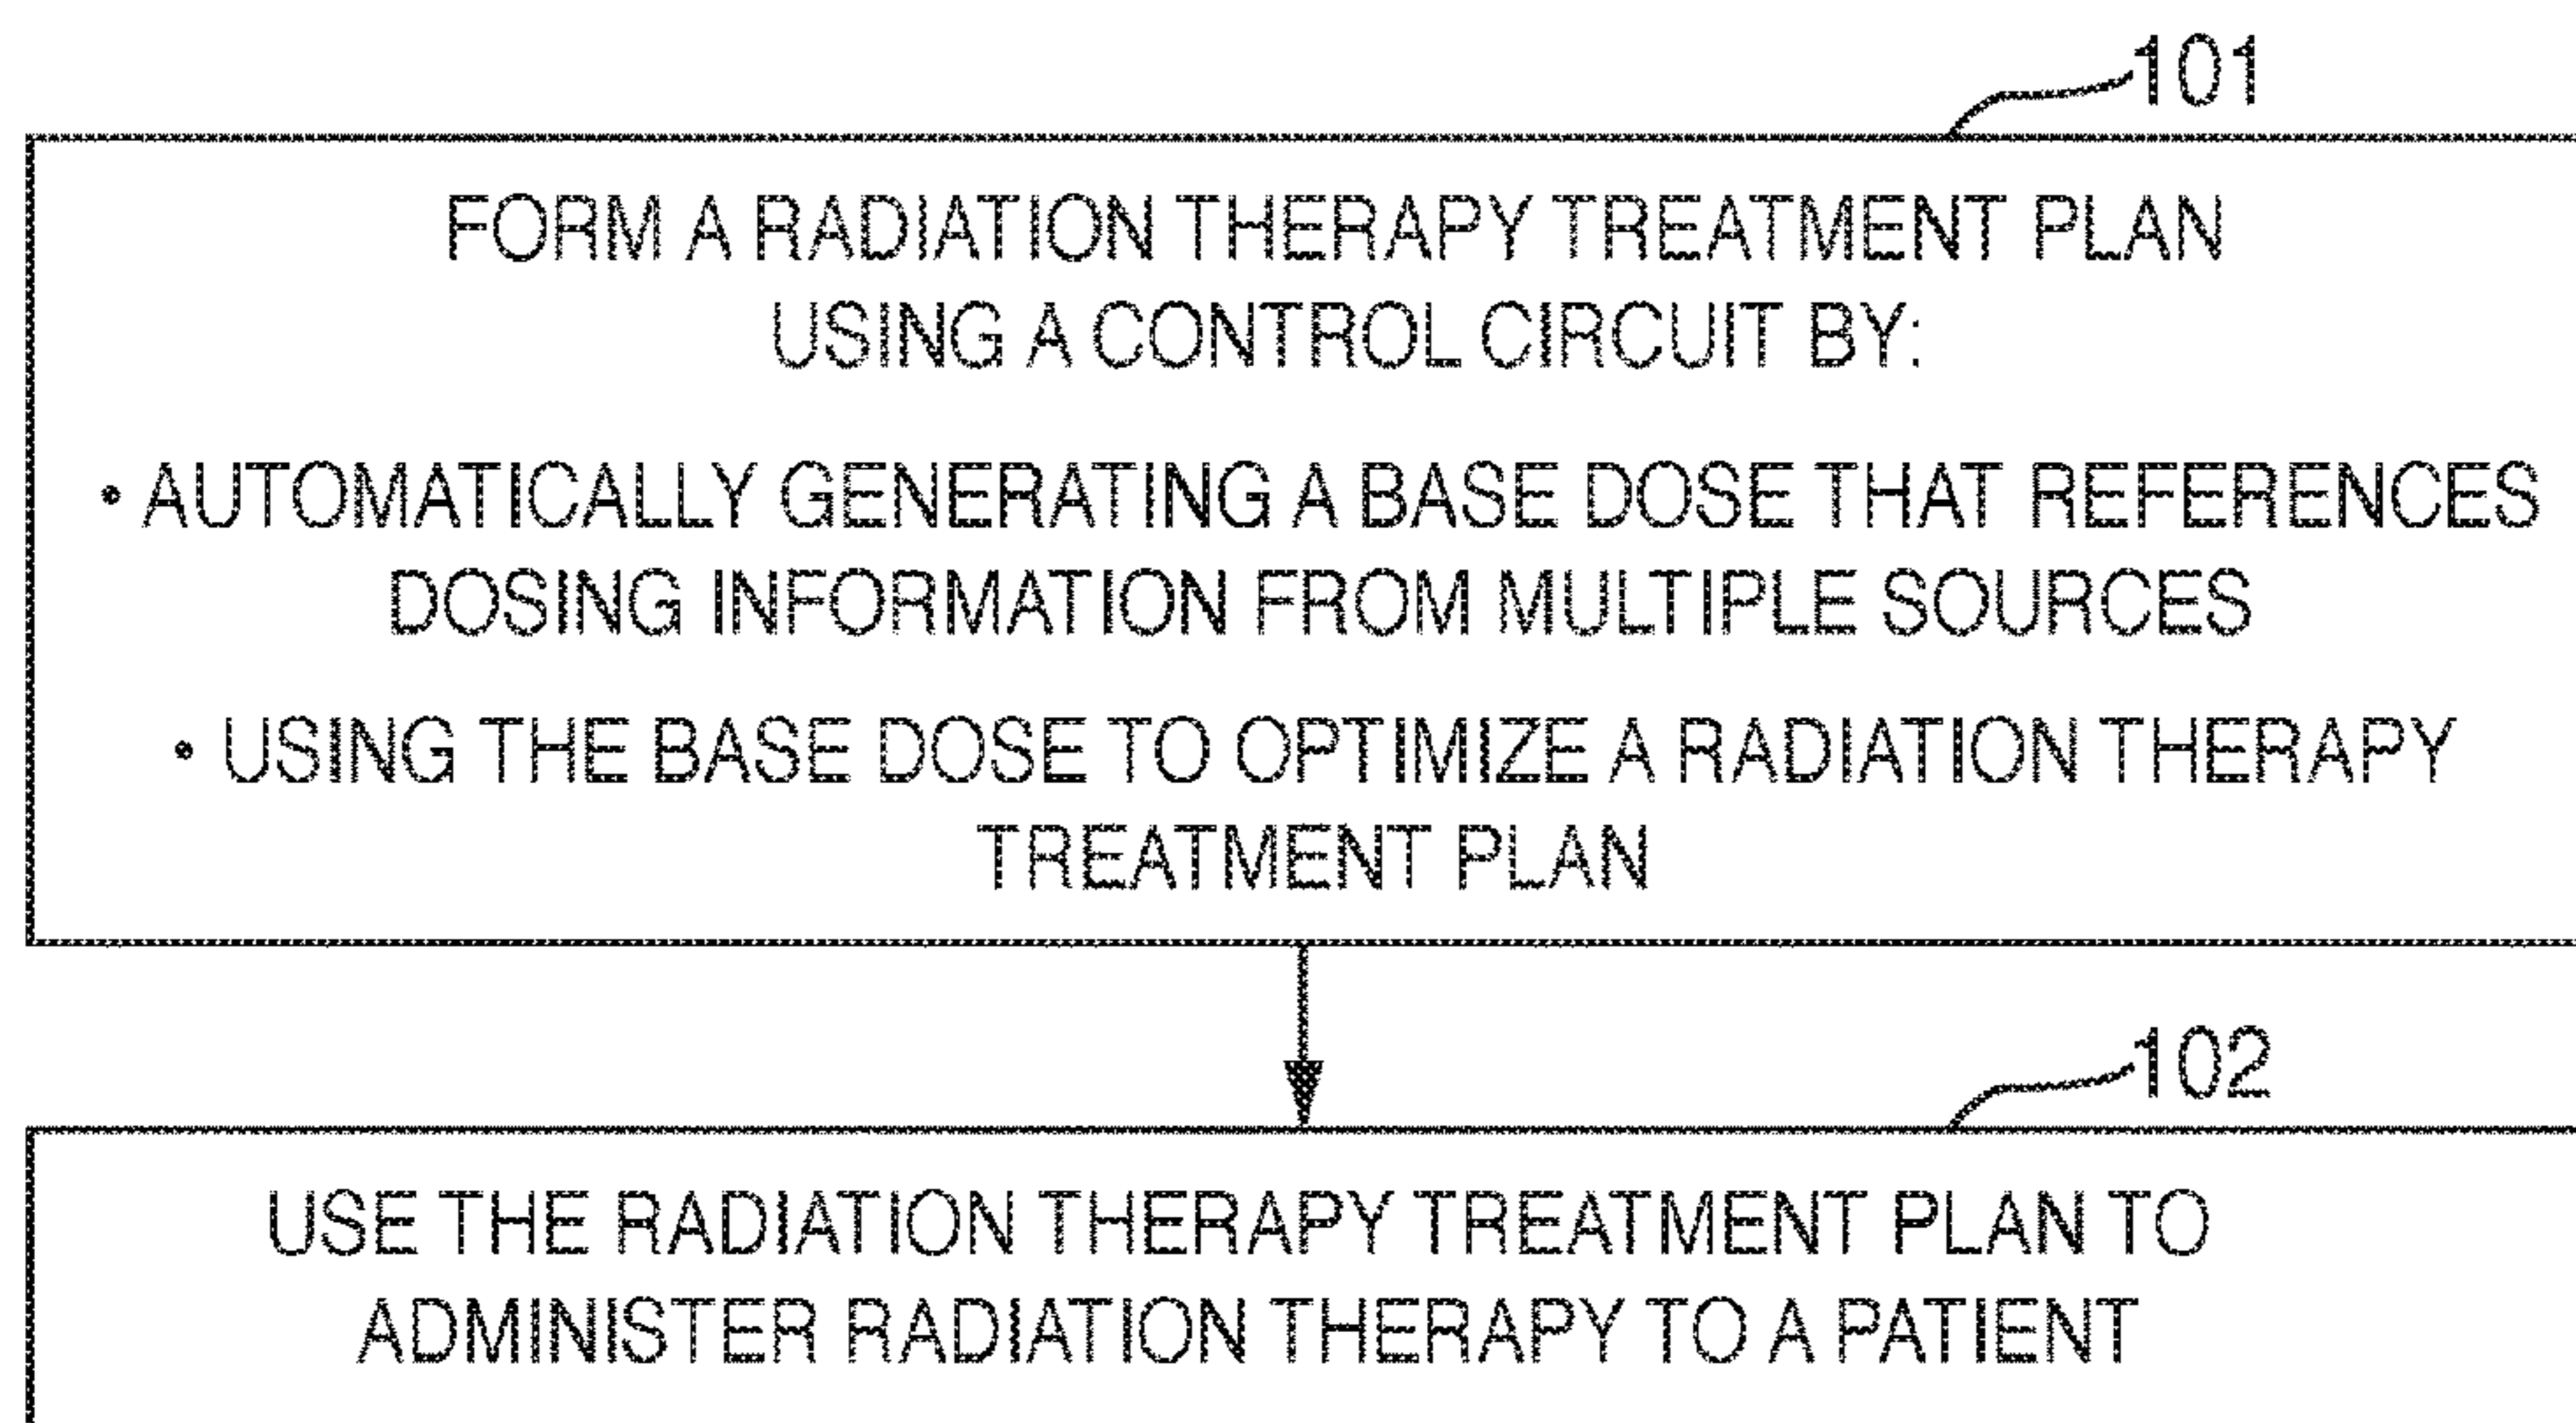 101
FORM A RADIATION THERAPY TREATMENT PLAN
USING A CONTROL CIRCUIT BY:
• AUTOMATICALLY GENERATING A BASE DOSE THAT REFERENCES
DOSING INFORMATION FROM MULTIPLE SOURCES
• USING THE BASE DOSE TO OPTIMIZE A RADIATION THERAPY
TREATMENT PLAN
102
USE THE RADIATION THERAPY TREATMENT PLAN TO
ADMINISTER RADIATION THERAPY TO A PATIENT